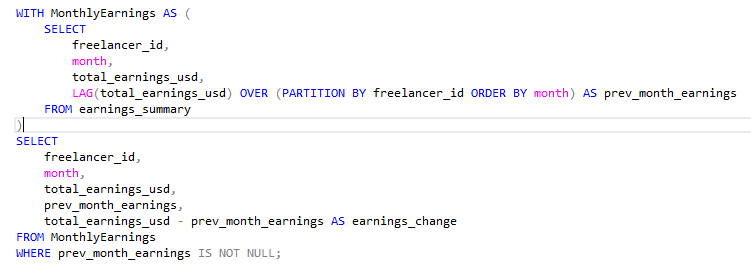 WITH MonthlyEarnings AS (
    SELECT
        freelancer_id,
        month,
        total_earnings_usd,
        LAG(total_earnings_usd) OVER (PARTITION BY freelancer_id ORDER BY month) AS prev_month_earnings
    FROM earnings_summary
)
SELECT
    freelancer_id,
    month,
    total_earnings_usd,
    prev_month_earnings,
    total_earnings_usd - prev_month_earnings AS earnings_change
FROM MonthlyEarnings
WHERE prev_month_earnings IS NOT NULL;